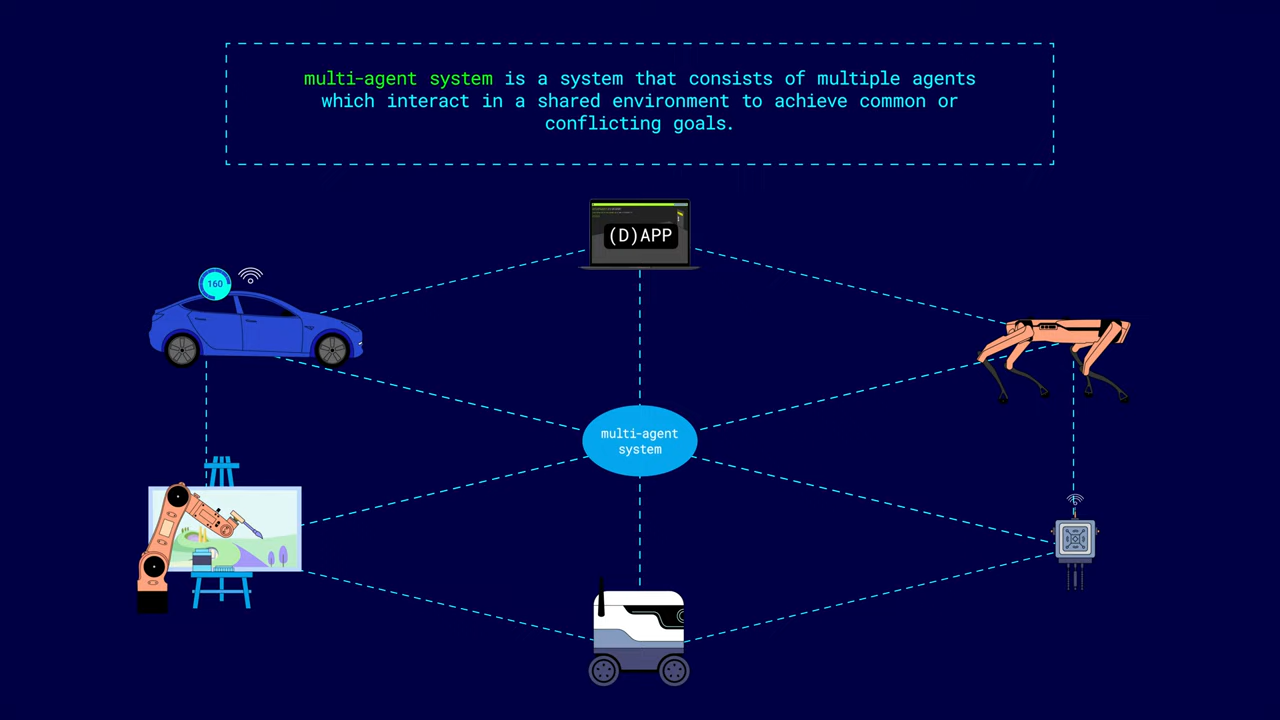 multi-agent system is a system that consists of multiple agents
which interact in a shared environment to achieve common or
conflicting goals.
(D)APP
160
multi-agent
system